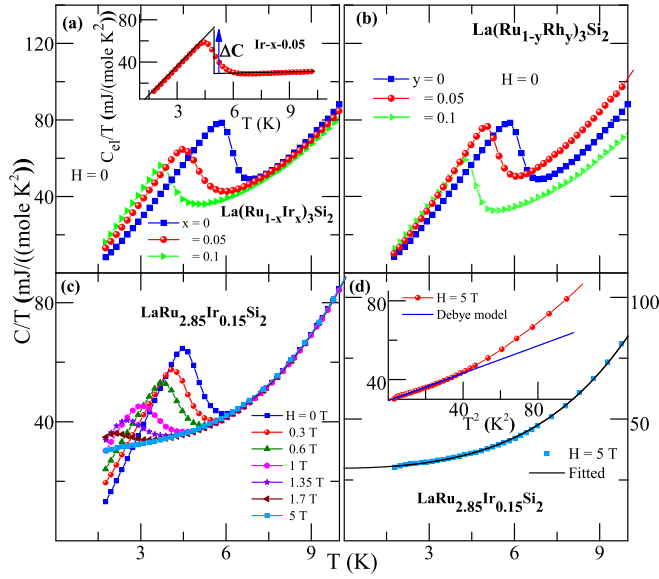 (a)
Ir-x-0.05
ΔC
60
40
20
3 6 9
T (K)
C_el/T (mJ/(mole K²))
120
80
40
H = 0
La(Ru₁₋ₓIrₓ)₃Si₂
x = 0
= 0.05
= 0.1
(b)
La(Ru₁₋yRhy)₃Si₂
y = 0
= 0.05
= 0.1
H = 0
C/T (mJ/((mole K²))
(c)
LaRu₂.₈₅Ir₀.₁₅Si₂
80
40
H = 0 T
0.3 T
0.6 T
1 T
1.35 T
1.7 T
5 T
3 6 9
(d)
H = 5 T
Debye model
80
60
40
40 80
T² (K²)
100
50
H = 5 T
Fitted
LaRu₂.₈₅Ir₀.₁₅Si₂
3 6 9
T (K)